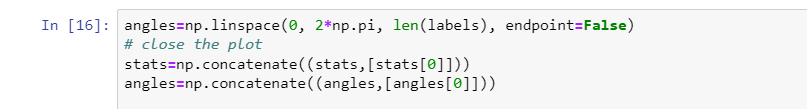 In [16]: angles=np.linspace(0, 2*np.pi, len(labels), endpoint=False)
# close the plot
stats=np.concatenate((stats,[stats[0]]))
angles=np.concatenate((angles,[angles[0]]))